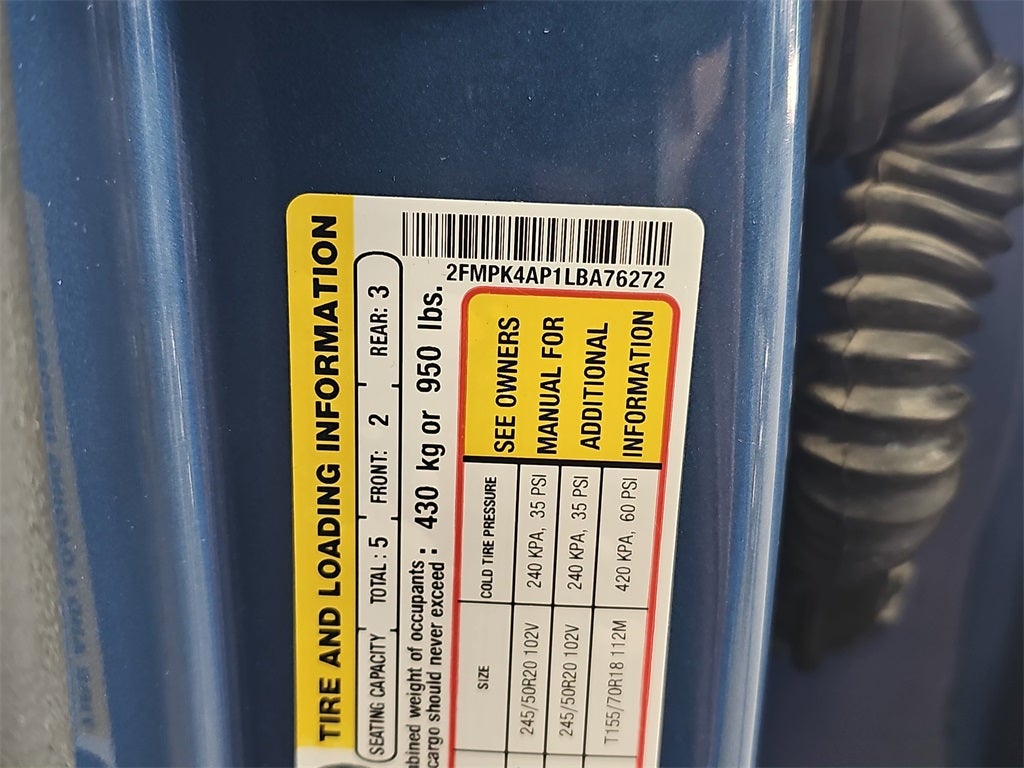 TIRE AND LOADING INFORMATION
SEATING CAPACITY TOTAL : 5 FRONT: 2 REAR: 3
weight of occupants :
cargo should never exceed : 430 kg or 950 lbs.
2FMPK4AP1LBA76272
SIZE COLD TIRE PRESSURE
245/50R20 102V 240 KPA, 35 PSI
245/50R20 102V 240 KPA, 35 PSI
T155/70R18 112M 420 KPA, 60 PSI
SEE OWNERS
MANUAL FOR
ADDITIONAL
INFORMATION